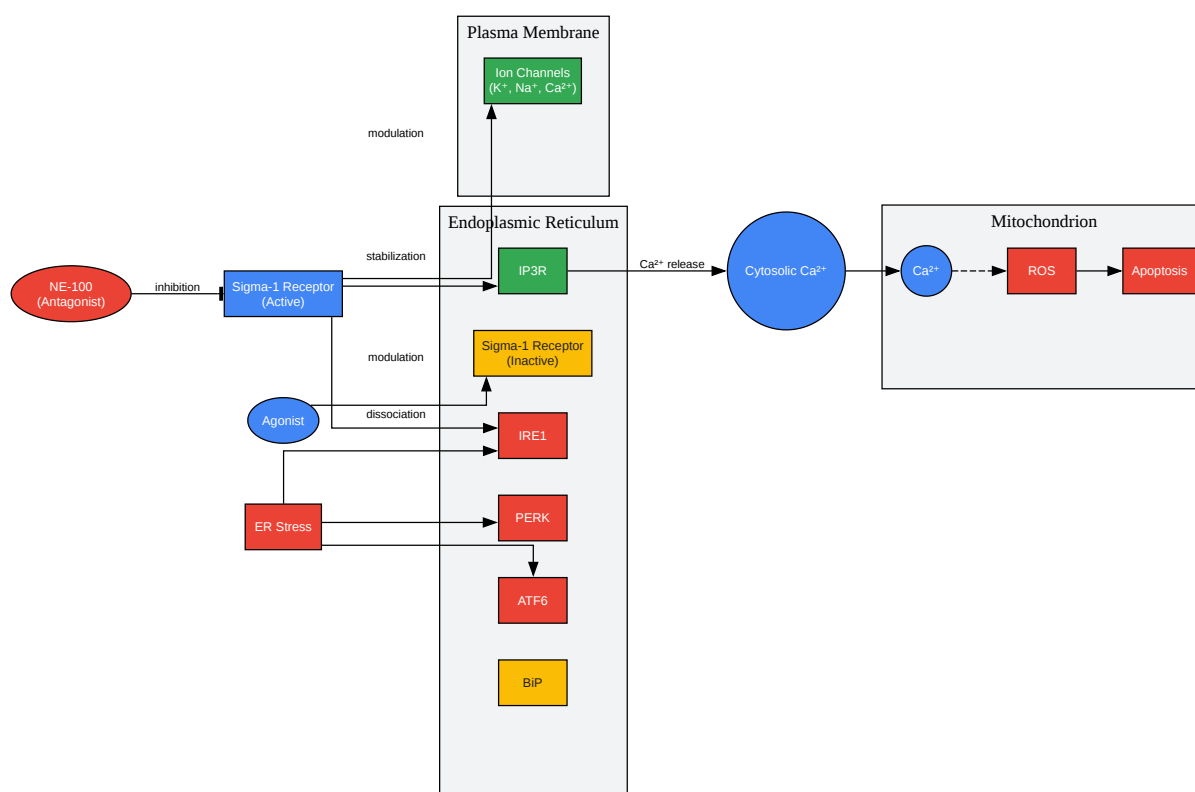 Plasma Membrane
Ion Channels
(K⁺, Na⁺, Ca²⁺)
modulation
Endoplasmic Reticulum
Mitochondrion
stabilization
IP3R
Ca²⁺ release
Cytosolic Ca²⁺
Ca²⁺
ROS
Apoptosis
NE-100
(Antagonist)
inhibition
Sigma-1 Receptor
(Active)
modulation
Sigma-1 Receptor
(Inactive)
Agonist
dissociation
IRE1
ER Stress
PERK
ATF6
BiP